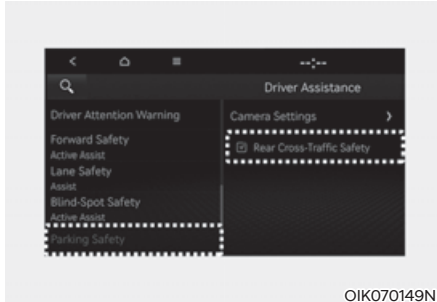 --:--
Driver Assistance
Driver Attention Warning
Forward Safety
Active Assist
Lane Safety
Assist
Blind-Spot Safety
Active Assist
Parking Safety
Camera Settings
Rear Cross-Traffic Safety
OIK070149N